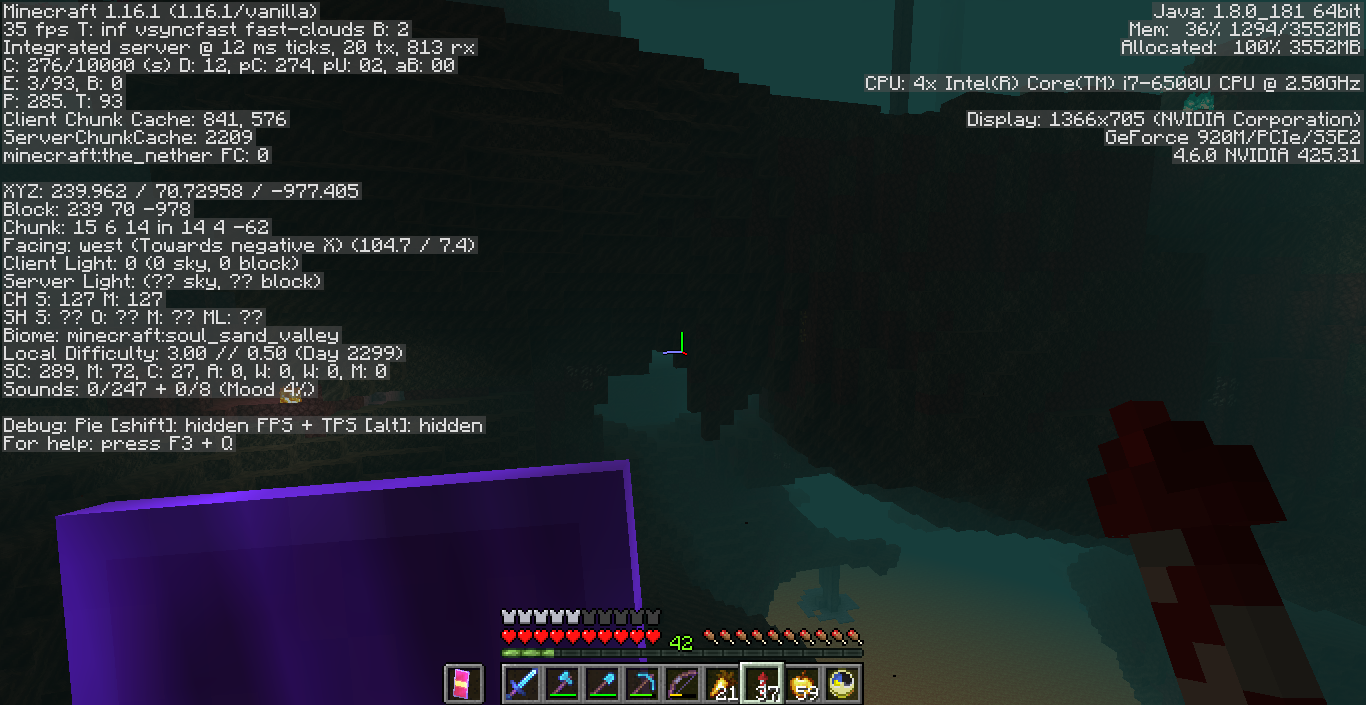 Minecraft 1.16.1 (1.16.1/vanilla)
35 fps T: inf vsyncfast fast-clouds B: 2
Integrated server @ 12 ms ticks, 20 tx, 813 rx
C: 276/10000 (s) D: 12, pC: 274, pU: 02, aB: 00
E: 3/93, B: 0
P: 285. T: 93
Client Chunk Cache: 841, 576
ServerChunkCache: 2209
minecraft:the_nether FC: 0
XYZ: 239.962 / 70.72958 / -977.405
Block: 239 70 -978
Chunk: 15 6 14 in 14 4 -62
Facing: west (Towards negative X) (104.7 / 7.4)
Client Light: 0 (0 sky, 0 block)
Server Light: (?? sky, ?? block)
CH S: 127 M: 127
SH S: ?? O: ?? M: ?? ML: ??
Biome: minecraft:soul_sand_valley
Local Difficulty: 3.00 // 0.50 (Day 2299)
SC: 289, M: 72, C: 27, A: 0, W: 0, W: 0, M: 0
Sounds: 0/247 + 0/8 (Mood 4%)
Debug: Pie [shift]: hidden FPS + TPS [alt]: hidden
For help: press F3 + Q
Java: 1.8.0_181 64bit
Mem: 36% 1294/3552MB
Allocated: 100% 3552MB
CPU: 4x Intel(R) Core(TM) i7-6500U CPU @ 2.50GHz
Display: 1366x705 (NVIDIA Corporation)
GeForce 920M/PCIe/SSE2
4.6.0 NVIDIA 425.31
42
21 37 59